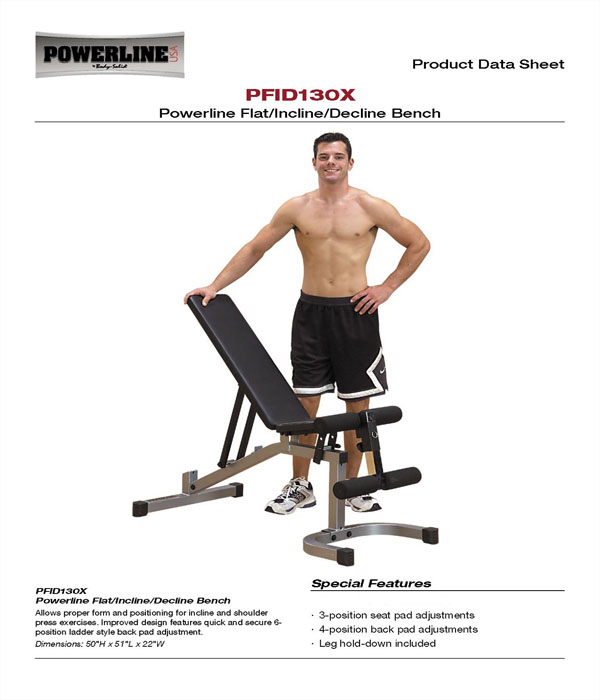 POWERLINE USA
by Body-Solid
Product Data Sheet
PFID130X
Powerline Flat/Incline/Decline Bench
PFID130X
Powerline Flat/Incline/Decline Bench
Allows proper form and positioning for incline and shoulder
press exercises. Improved design features quick and secure 6-
position ladder style back pad adjustment.
Dimensions: 50"H x 51"L x 22"W
Special Features
· 3-position seat pad adjustments
· 4-position back pad adjustments
· Leg hold-down included